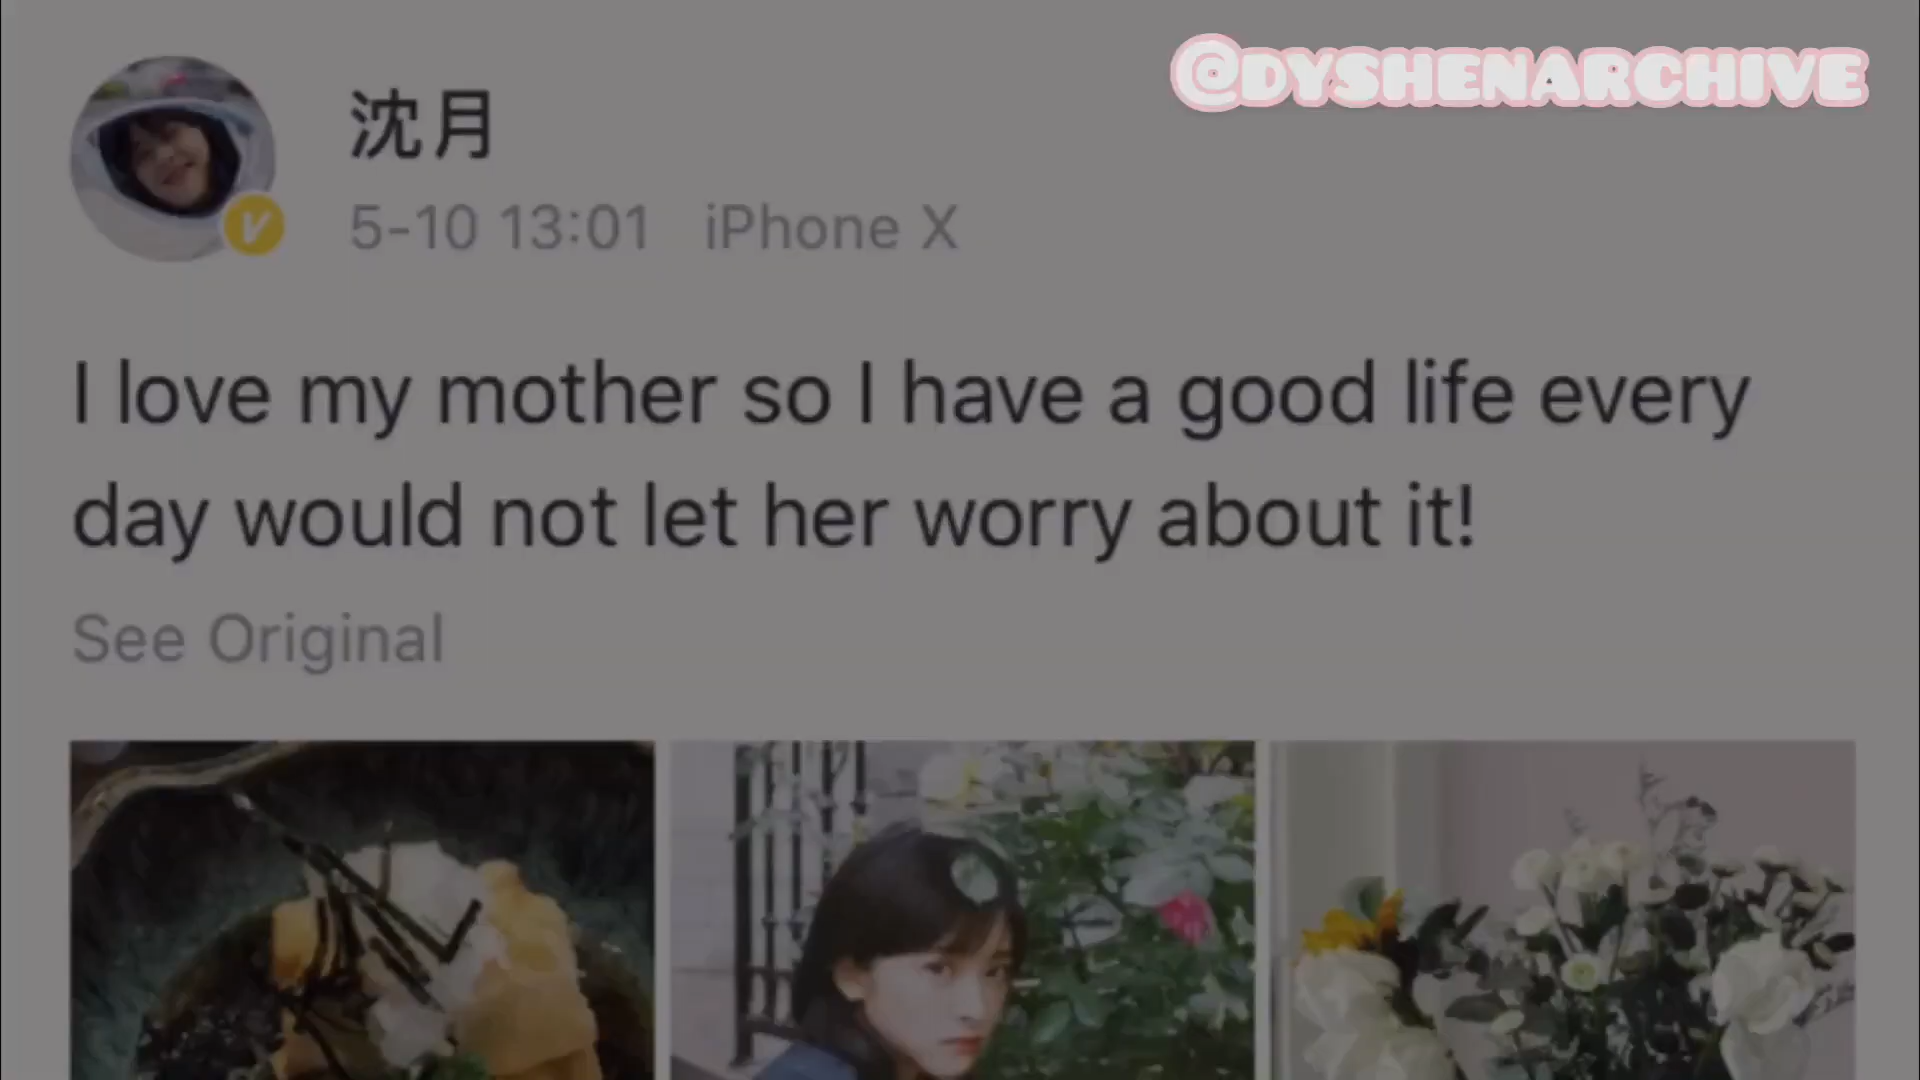 @DYSHENARCHIVE
沈月
5-10 13:01 iPhone X
I love my mother so I have a good life every
day would not let her worry about it!
See Original